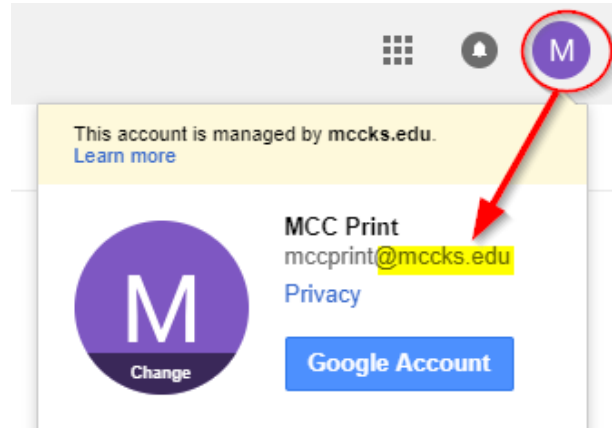 M
This account is managed by mccks.edu.
Learn more
MCC Print
mccprint@mccks.edu
Privacy
M
Change
Google Account